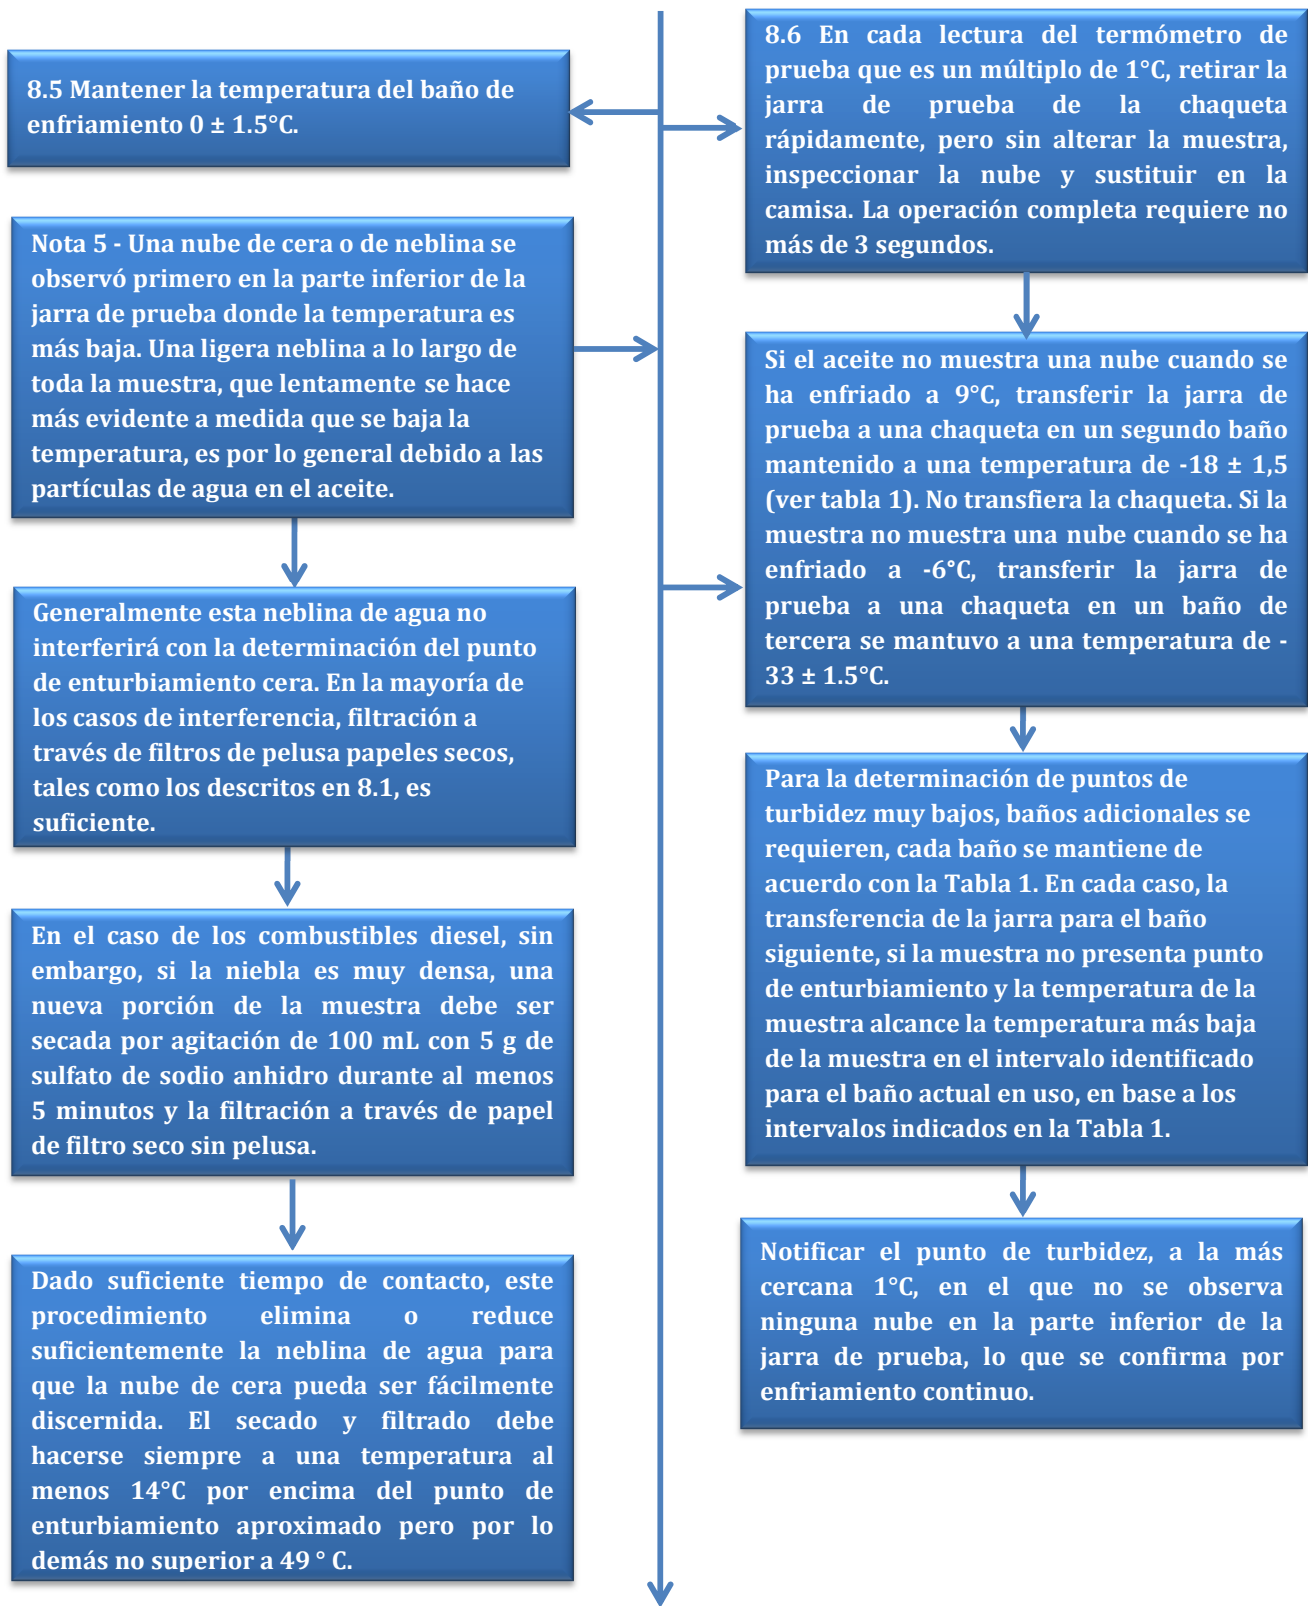 8.5 Mantener la temperatura del baño de
enfriamiento 0 ± 1.5°C.
Nota 5 - Una nube de cera o de neblina se
observó primero en la parte inferior de la
jarra de prueba donde la temperatura es
más baja. Una ligera neblina a lo largo de
toda la muestra, que lentamente se hace
más evidente a medida que se baja la
temperatura, es por lo general debido a las
partículas de agua en el aceite.
Generalmente esta neblina de agua no
interferirá con la determinación del punto
de enturbiamiento cera. En la mayoría de
los casos de interferencia, filtración a
través de filtros de pelusa papeles secos,
tales como los descritos en 8.1, es
suficiente.
En el caso de los combustibles diesel, sin
embargo, si la niebla es muy densa, una
nueva porción de la muestra debe ser
secada por agitación de 100 mL con 5 g de
sulfato de sodio anhidro durante al menos
5 minutos y la filtración a través de papel
de filtro seco sin pelusa.
Dado suficiente tiempo de contacto, este
procedimiento elimina o reduce
suficientemente la neblina de agua para
que la nube de cera pueda ser fácilmente
discernida. El secado y filtrado debe
hacerse siempre a una temperatura al
menos 14°C por encima del punto de
enturbiamiento aproximado pero por lo
demás no superior a 49 ° C.
8.6 En cada lectura del termómetro de
prueba que es un múltiplo de 1°C, retirar la
jarra de prueba de la chaqueta
rápidamente, pero sin alterar la muestra,
inspeccionar la nube y sustituir en la
camisa. La operación completa requiere no
más de 3 segundos.
Si el aceite no muestra una nube cuando se
ha enfriado a 9°C, transferir la jarra de
prueba a una chaqueta en un segundo baño
mantenido a una temperatura de -18 ± 1,5
(ver tabla 1). No transfiera la chaqueta. Si la
muestra no muestra una nube cuando se ha
enfriado a -6°C, transferir la jarra de
prueba a una chaqueta en un baño de
tercera se mantuvo a una temperatura de -
33 ± 1.5°C.
Para la determinación de puntos de
turbidez muy bajos, baños adicionales se
requieren, cada baño se mantiene de
acuerdo con la Tabla 1. En cada caso, la
transferencia de la jarra para el baño
siguiente, si la muestra no presenta punto
de enturbiamiento y la temperatura de la
muestra alcance la temperatura más baja
de la muestra en el intervalo identificado
para el baño actual en uso, en base a los
intervalos indicados en la Tabla 1.
Notificar el punto de turbidez, a la más
cercana 1°C, en el que no se observa
ninguna nube en la parte inferior de la
jarra de prueba, lo que se confirma por
enfriamiento continuo.